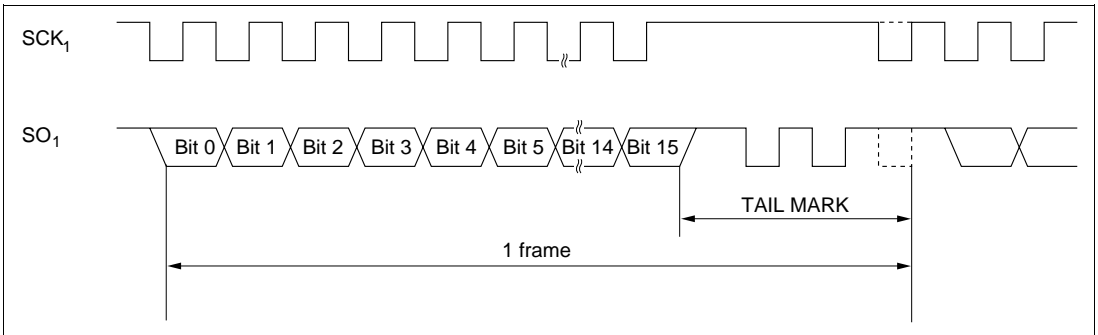 SCK1
SO1
Bit 0 Bit 1 Bit 2 Bit 3 Bit 4 Bit 5 Bit 14 Bit 15
TAIL MARK
1 frame